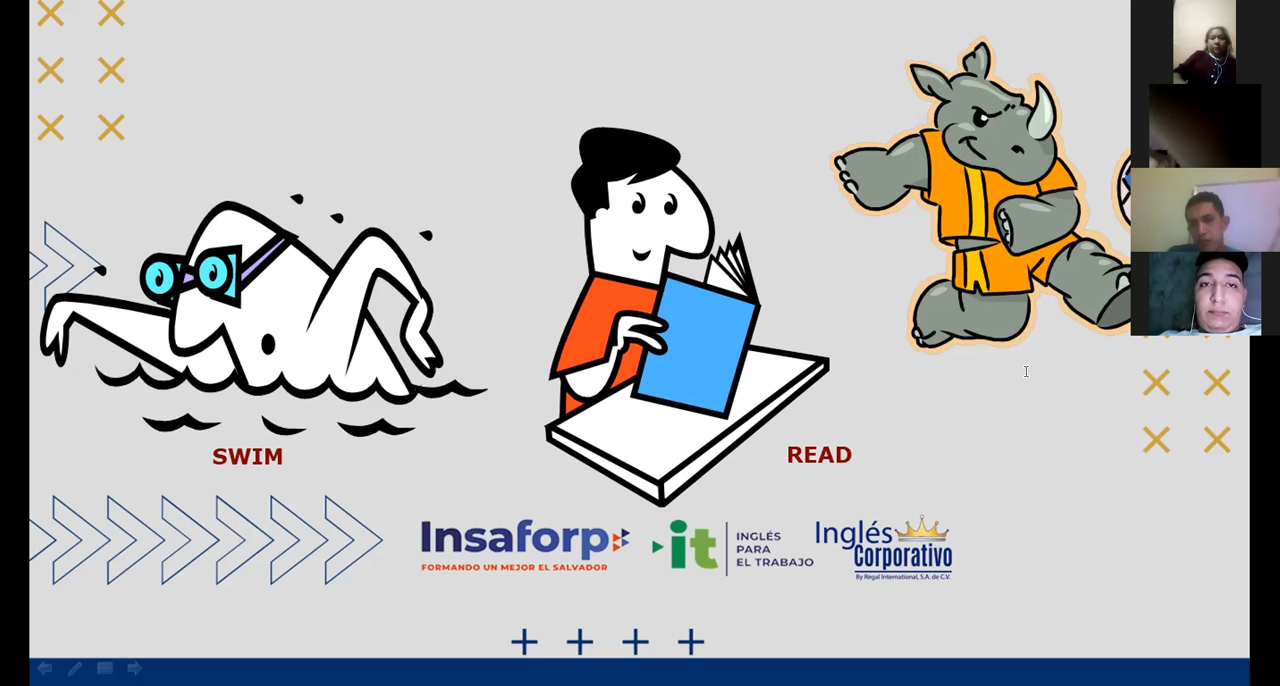 SWIM
READ
Insaforp
FORMANDO UN MEJOR EL SALVADOR
it
INGLÉS
PARA
EL TRABAJO
Inglés
Corporativo
By Regal International, S.A. de C.V.